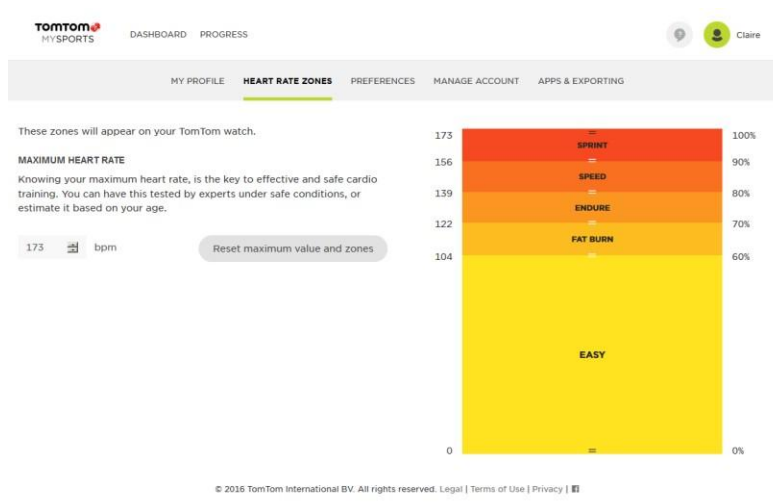 TOMTOM
MYSPORTS
DASHBOARD PROGRESS
Claire
MY PROFILE HEART RATE ZONES PREFERENCES MANAGE ACCOUNT APPS & EXPORTING
These zones will appear on your TomTom watch.
MAXIMUM HEART RATE
Knowing your maximum heart rate, is the key to effective and safe cardio
training. You can have this tested by experts under safe conditions, or
estimate it based on your age.
173 bpm
Reset maximum value and zones
173 100%
SPRINT
156 90%
SPEED
139 80%
ENDURE
122 70%
FAT BURN
104 60%
EASY
0 0%
© 2016 TomTom International BV. All rights reserved. Legal | Terms of Use | Privacy |